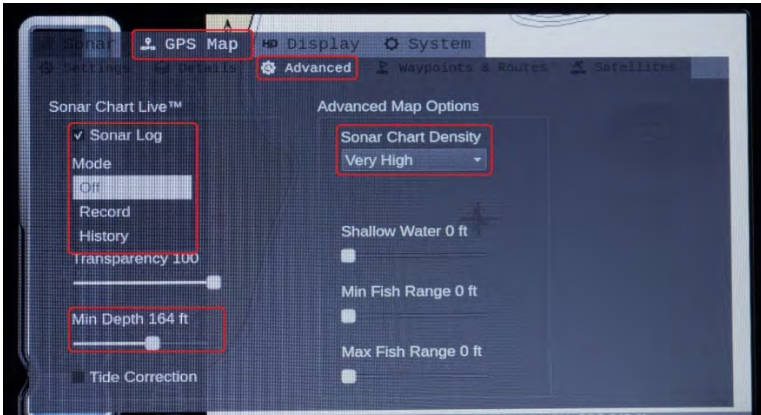 Sonar GPS Map HD Display System
Settings Details Advanced Waypoints & Routes Satellites
Sonar Chart Live™
✓ Sonar Log
Mode
Off
Record
History
Transparency 100
Min Depth 164 ft
Tide Correction
Advanced Map Options
Sonar Chart Density
Very High
Shallow Water 0 ft
Min Fish Range 0 ft
Max Fish Range 0 ft